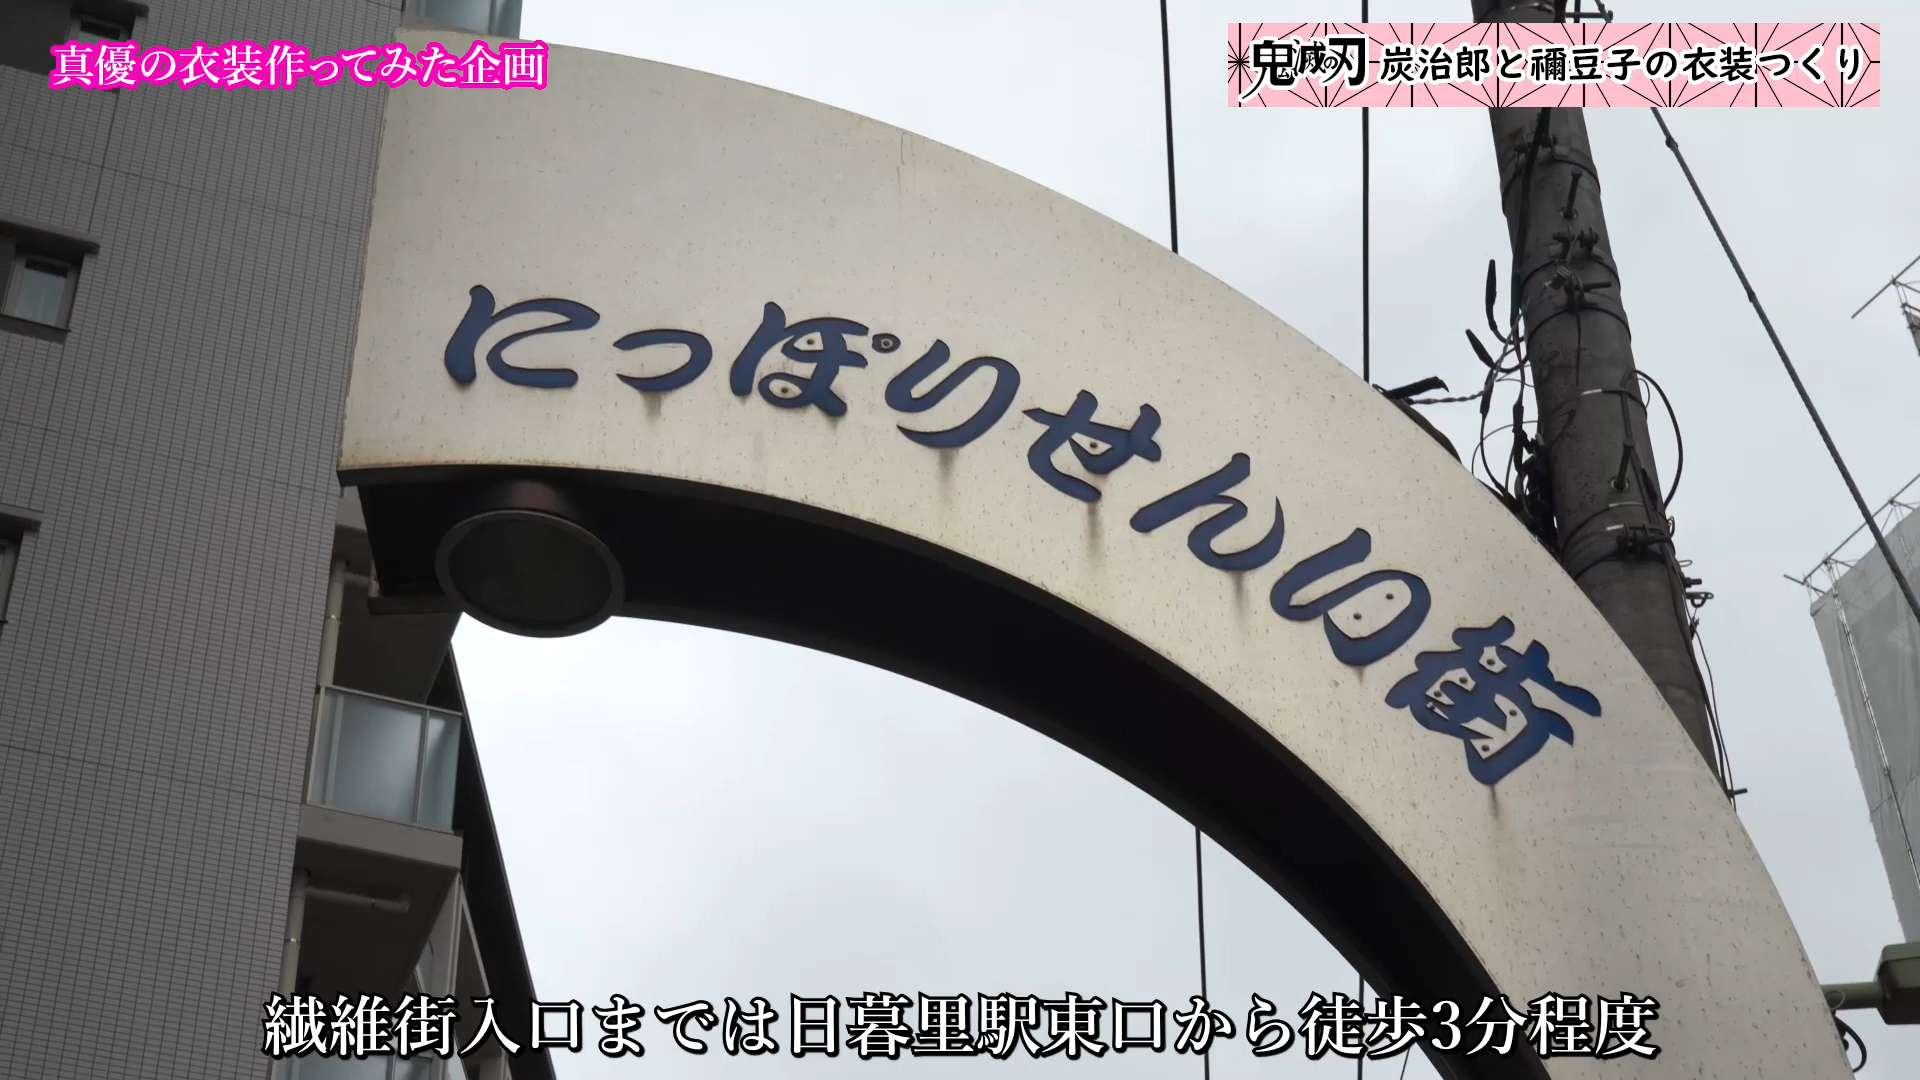 真優の衣装作ってみた企画
鬼滅の刃 炭治郎と禰豆子の衣装つくり
にっぽりせんいの街
繊維街入口までは日暮里駅東口から徒歩3分程度